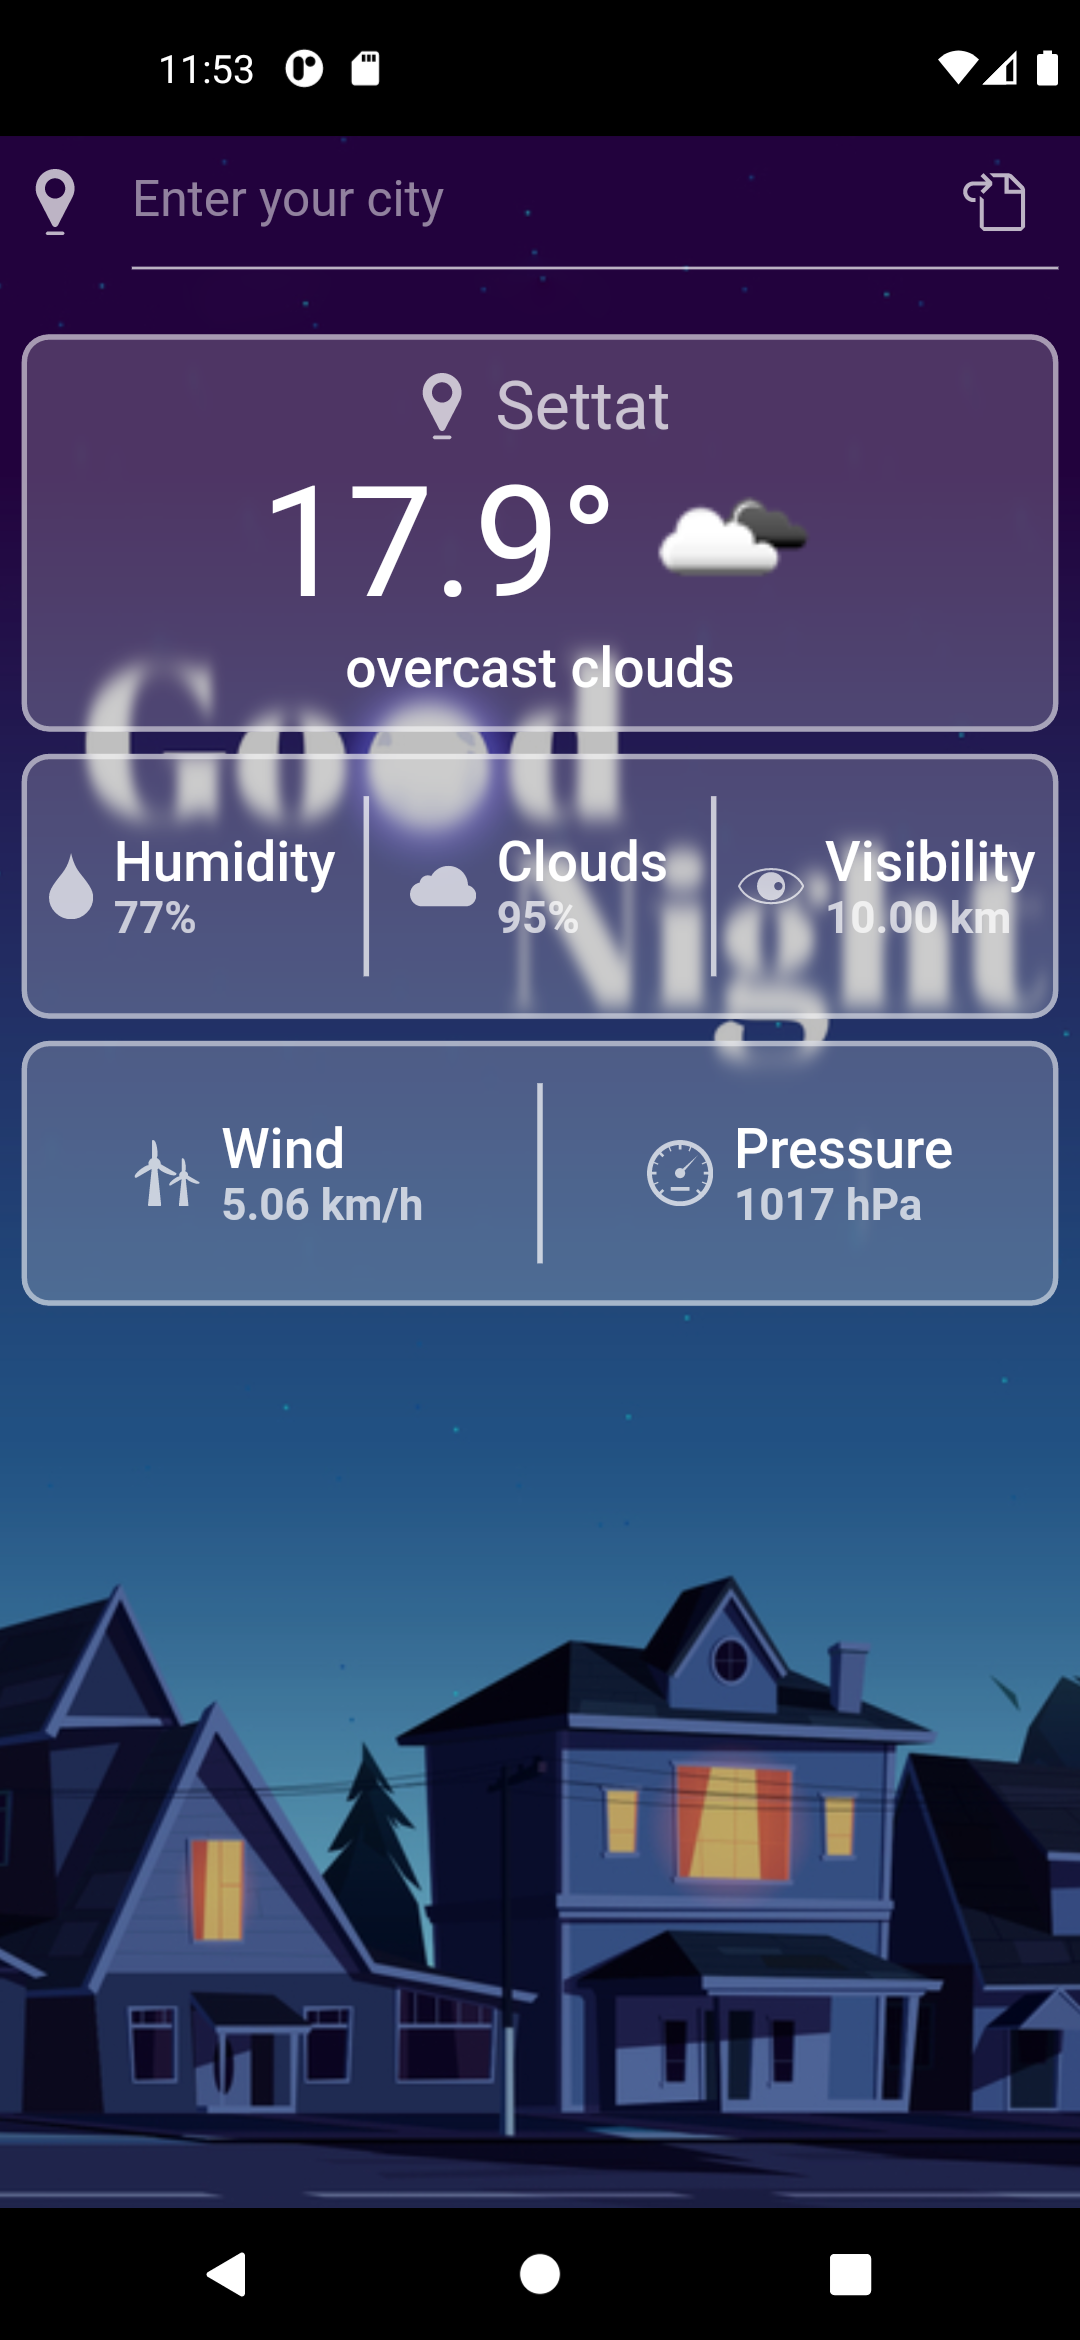 11:53
Enter your city
Settat
17.9°
overcast clouds
Good
Night
Humidity
77%
Clouds
95%
Visibility
10.00 km
Wind
5.06 km/h
Pressure
1017 hPa